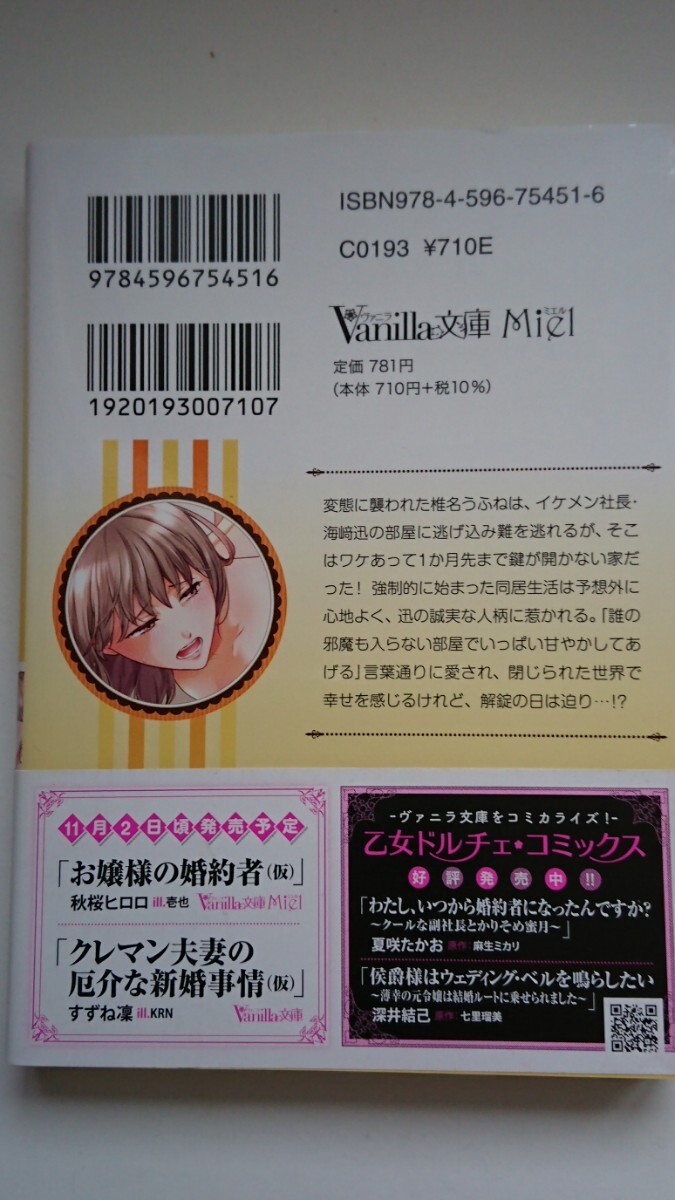 ISBN978-4-596-75451-6
C0193 ¥710E
9784596754516
1920193007107
ヴァニラ
Vanilla文庫 Miel
ミエル
定価 781円
(本体 710円+税10%)
変態に襲われた椎名うふねは、イケメン社長・
海﨑迅の部屋に逃げ込み難を逃れるが、そこ
はワケあって1か月先まで鍵が開かない家だ
った! 強制的に始まった同居生活は予想外に
心地よく、迅の誠実な人柄に惹かれる。「誰の
邪魔も入らない部屋でいっぱい甘やかしてあ
げる」言葉通りに愛され、閉じられた世界で
幸せを感じるけれど、解錠の日は迫り…!?
11月2日頃発売予定
「お嬢様の婚約者(仮)」
秋桜ヒロロ ill.壱也 Vanilla文庫 Miel
「クレマン夫妻の
厄介な新婚事情(仮)」
すずね凜 ill.KRN Vanilla文庫
-ヴァニラ文庫をコミカライズ!-
乙女ドルチェ・コミックス
好評発売中!!
「わたし、いつから婚約者になったんですか?
～クールな副社長とかりそめ蜜月～」
夏咲たかお 原作:麻生ミカリ
「侯爵様はウェディング・ベルを鳴らしたい
～薄幸の元令嬢は結婚ルートに乗せられました～」
深井結己 原作:七里瑠美